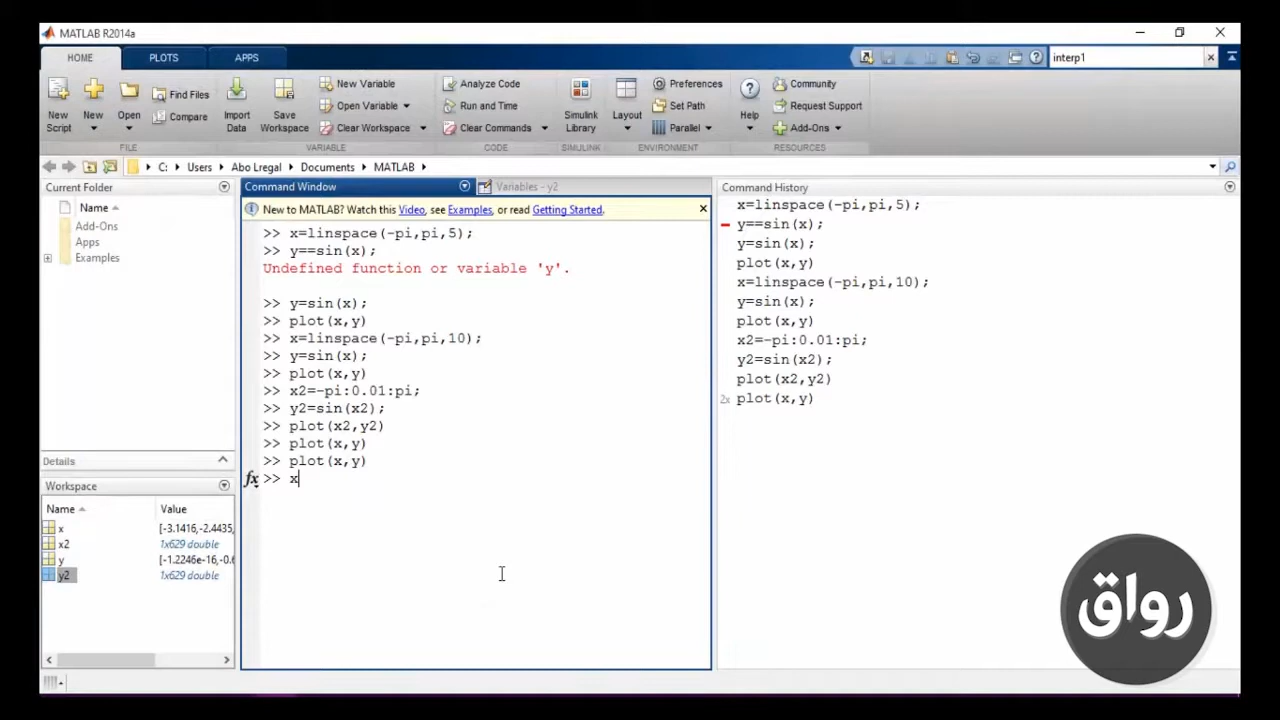 MATLAB R2014a
HOME PLOTS APPS interp1
New Script
New
Open
Find Files
Compare
Import Data
Save Workspace
New Variable
Open Variable
Clear Workspace
Analyze Code
Run and Time
Clear Commands
Simulink Library
Layout
Preferences
Set Path
Parallel
Help
Community
Request Support
Add-Ons
FILE VARIABLE CODE SIMULINK ENVIRONMENT RESOURCES
C: Users Abo Lregal Documents MATLAB
Current Folder
Name
Add-Ons
Apps
Examples
Details
Workspace
Name Value
x [-3.1416,-2.4435,
x2 1x629 double
y [-1.2246e-16,-0.6
y2 1x629 double
Command Window Variables - y2
New to MATLAB? Watch this Video, see Examples, or read Getting Started.
>> x=linspace(-pi,pi,5);
>> y==sin(x);
Undefined function or variable 'y'.
>> y=sin(x);
>> plot(x,y)
>> x=linspace(-pi,pi,10);
>> y=sin(x);
>> plot(x,y)
>> x2=-pi:0.01:pi;
>> y2=sin(x2);
>> plot(x2,y2)
>> plot(x,y)
>> plot(x,y)
fx >> x
Command History
x=linspace(-pi,pi,5);
y==sin(x);
y=sin(x);
plot(x,y)
x=linspace(-pi,pi,10);
y=sin(x);
plot(x,y)
x2=-pi:0.01:pi;
y2=sin(x2);
plot(x2,y2)
2x plot(x,y)
رواق